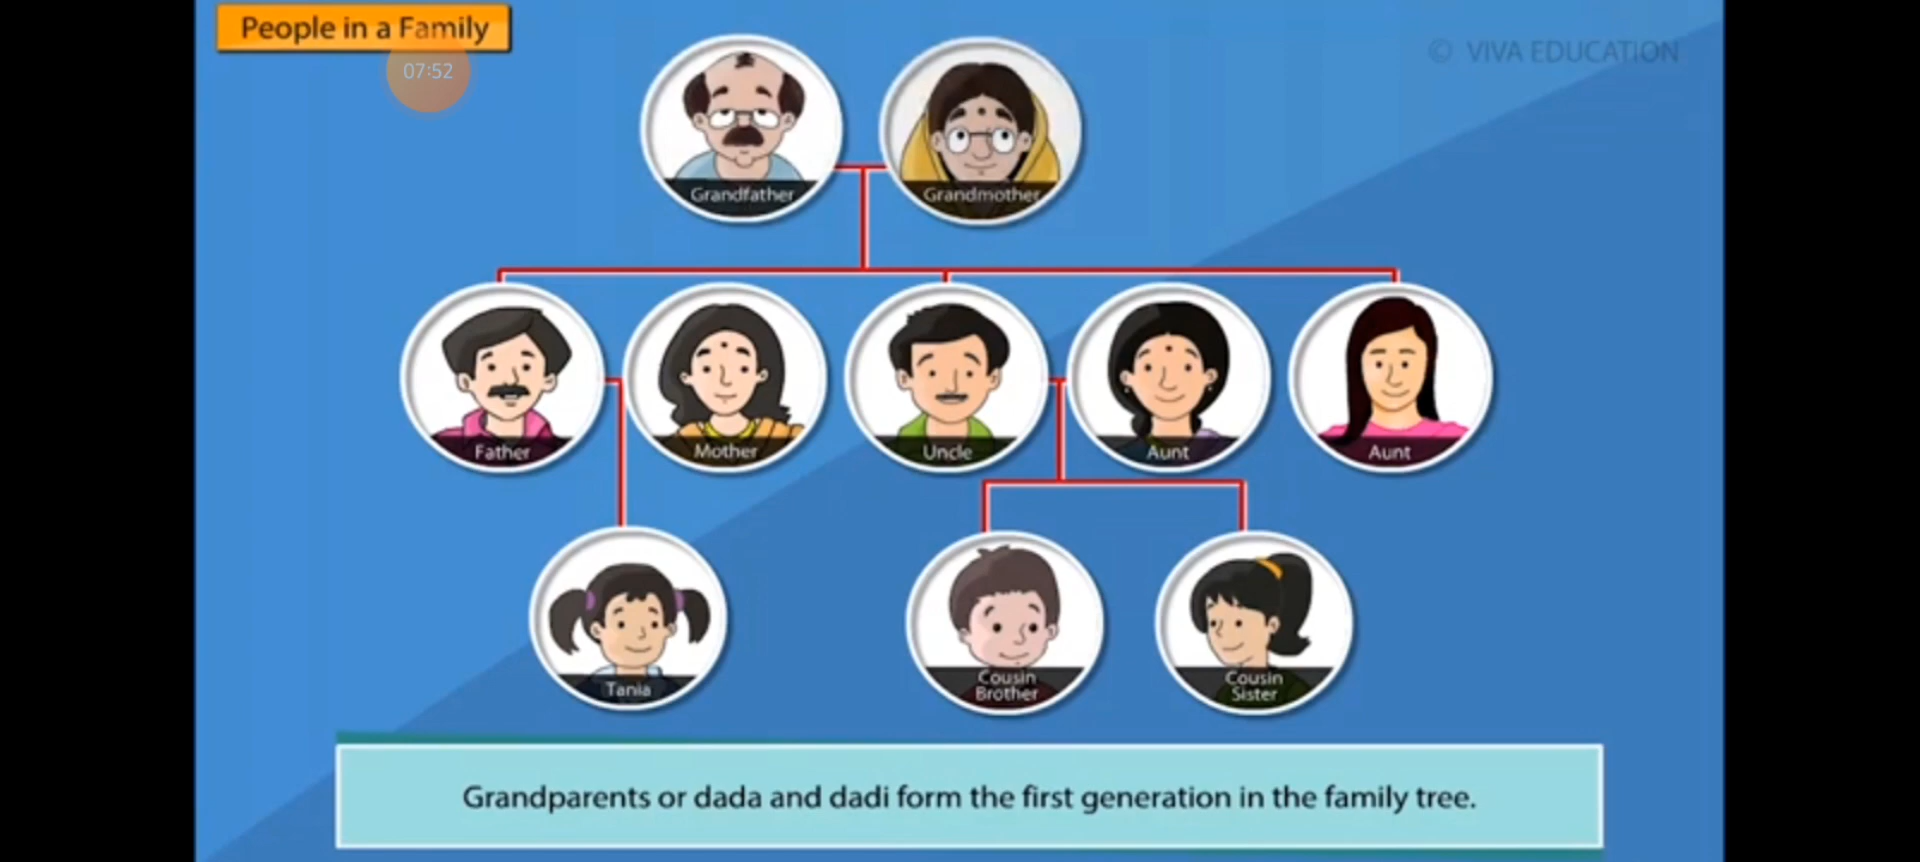 People in a Family
07:52
© VIVA EDUCATION
Grandfather
Grandmother
Father
Mother
Uncle
Aunt
Aunt
Tania
Cousin
Brother
Cousin
Sister
Grandparents or dada and dadi form the first generation in the family tree.